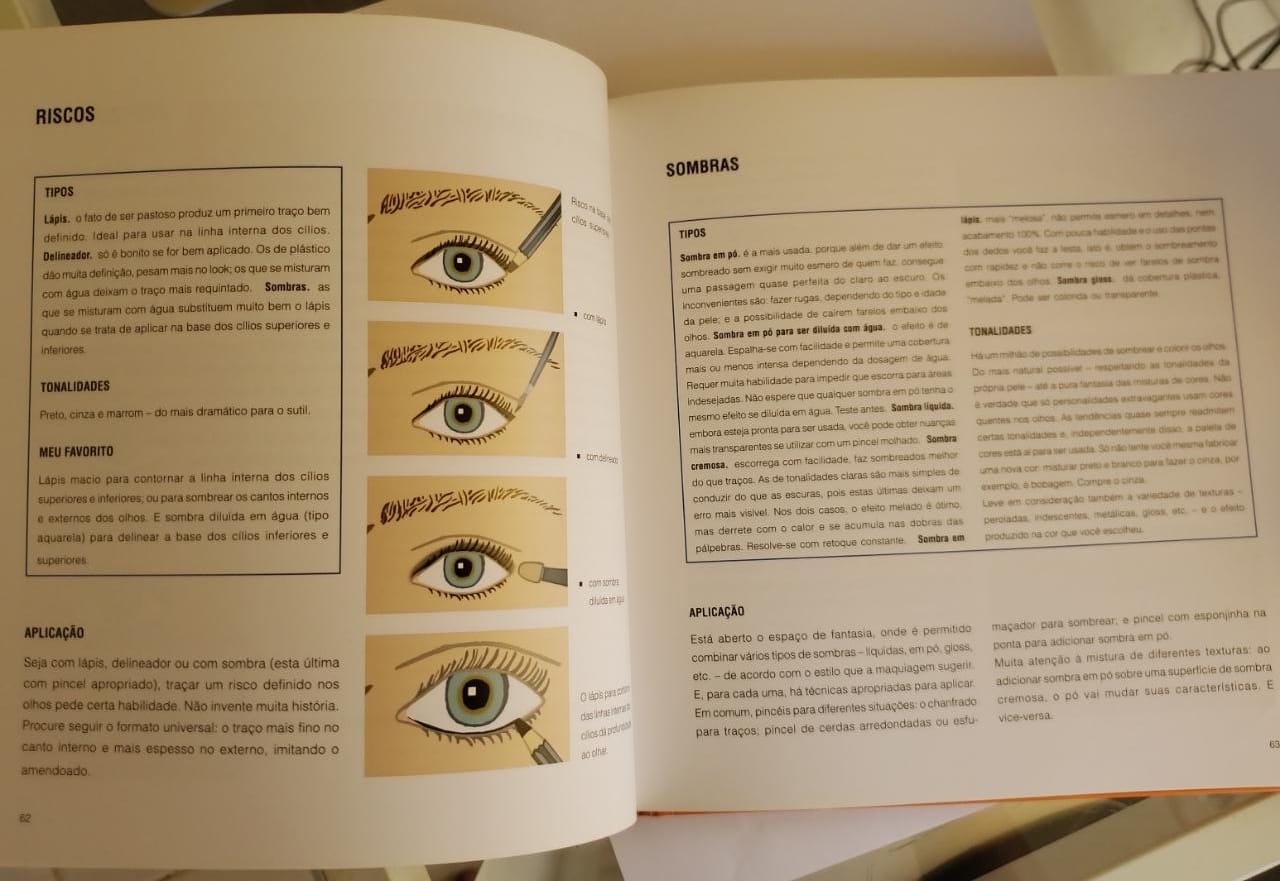 RISCOS
TIPOS
Lápis. o fato de ser pastoso produz um primeiro traço bem
definido. Ideal para usar na linha interna dos cílios.
Delineador. só é bonito se for bem aplicado. Os de plástico
dão muita definição, pesam mais no look; os que se misturam
com água deixam o traço mais requintado. Sombras. as
que se misturam com água substituem muito bem o lápis
quando se trata de aplicar na base dos cílios superiores e
inferiores.
TONALIDADES
Preto, cinza e marrom – do mais dramático para o sutil.
MEU FAVORITO
Lápis macio para contornar a linha interna dos cílios
superiores e inferiores; ou para sombrear os cantos internos
e externos dos olhos. E sombra diluída em água (tipo
aquarela) para delinear a base dos cílios inferiores e
superiores.
APLICAÇÃO
Seja com lápis, delineador ou com sombra (esta última
com pincel apropriado), traçar um risco definido nos
olhos pede certa habilidade. Não invente muita história.
Procure seguir o formato universal: o traço mais fino no
canto interno e mais espesso no externo, imitando o
amendoado.
62
Risco na base
cílios
com lápis
com delineador
com sombra
diluída em água
O lápis para
das linhas internas
cílios dá
ao olhar.
SOMBRAS
TIPOS
Sombra em pó. é a mais usada, porque além de dar um efeito
sombreado sem exigir muito esmero de quem faz, consegue
uma passagem quase perfeita do claro ao escuro. Os
inconvenientes são: fazer rugas, dependendo do tipo e idade
da pele; e a possibilidade de caírem farelos embaixo dos
olhos. Sombra em pó para ser diluída com água. o efeito é de
aquarela. Espalha-se com facilidade e permite uma cobertura
mais ou menos intensa dependendo da dosagem de água.
Requer muita habilidade para impedir que escorra para áreas
indesejadas. Não espere que qualquer sombra em pó tenha o
mesmo efeito se diluída em água. Teste antes. Sombra líquida.
embora esteja pronta para ser usada, você pode obter nuanças
mais transparentes se utilizar com um pincel molhado. Sombra
cremosa. escorrega com facilidade, faz sombreados melhor
do que traços. As de tonalidades claras são mais simples de
conduzir do que as escuras, pois estas últimas deixam um
erro mais visível. Nos dois casos, o efeito melado é ótimo,
mas derrete com o calor e se acumula nas dobras das
pálpebras. Resolve-se com retoque constante. Sombra em
lápis. mais "melosa", não permite esmero em detalhes, nem
acabamento 100%. Com pouca habilidade e o uso das pontas
dos dedos você faz a festa, isto é, obtém o sombreamento
com rapidez e não corre o risco de ver farelos de sombra
embaixo dos olhos. Sombra gloss. dá cobertura plástica,
"melada". Pode ser colorida ou transparente.
TONALIDADES
Há um milhão de possibilidades de sombrear e colorir os olhos.
Do mais natural possível – respeitando as tonalidades da
própria pele – até a pura fantasia das misturas de cores. Não
é verdade que só personalidades extravagantes usam cores
quentes nos olhos. As tendências quase sempre readmitem
certas tonalidades e, independentemente disso, a paleta de
cores está aí para ser usada. Só não tente você mesma fabricar
uma nova cor: misturar preto e branco para fazer o cinza, por
exemplo, é bobagem. Compre o cinza.
Leve em consideração também a variedade de texturas –
peroladas, iridescentes, metálicas, gloss, etc. – e o efeito
produzido na cor que você escolheu.
APLICAÇÃO
Está aberto o espaço de fantasia, onde é permitido
combinar vários tipos de sombras – líquidas, em pó, gloss,
etc. – de acordo com o estilo que a maquiagem sugerir.
E, para cada uma, há técnicas apropriadas para aplicar.
Em comum, pincéis para diferentes situações: o chanfrado
para traços; pincel de cerdas arredondadas ou esfu-
maçador para sombrear; e pincel com esponjinha na
ponta para adicionar sombra em pó.
Muita atenção à mistura de diferentes texturas: ao
adicionar sombra em pó sobre uma superfície de sombra
cremosa, o pó vai mudar suas características. E
vice-versa.
63